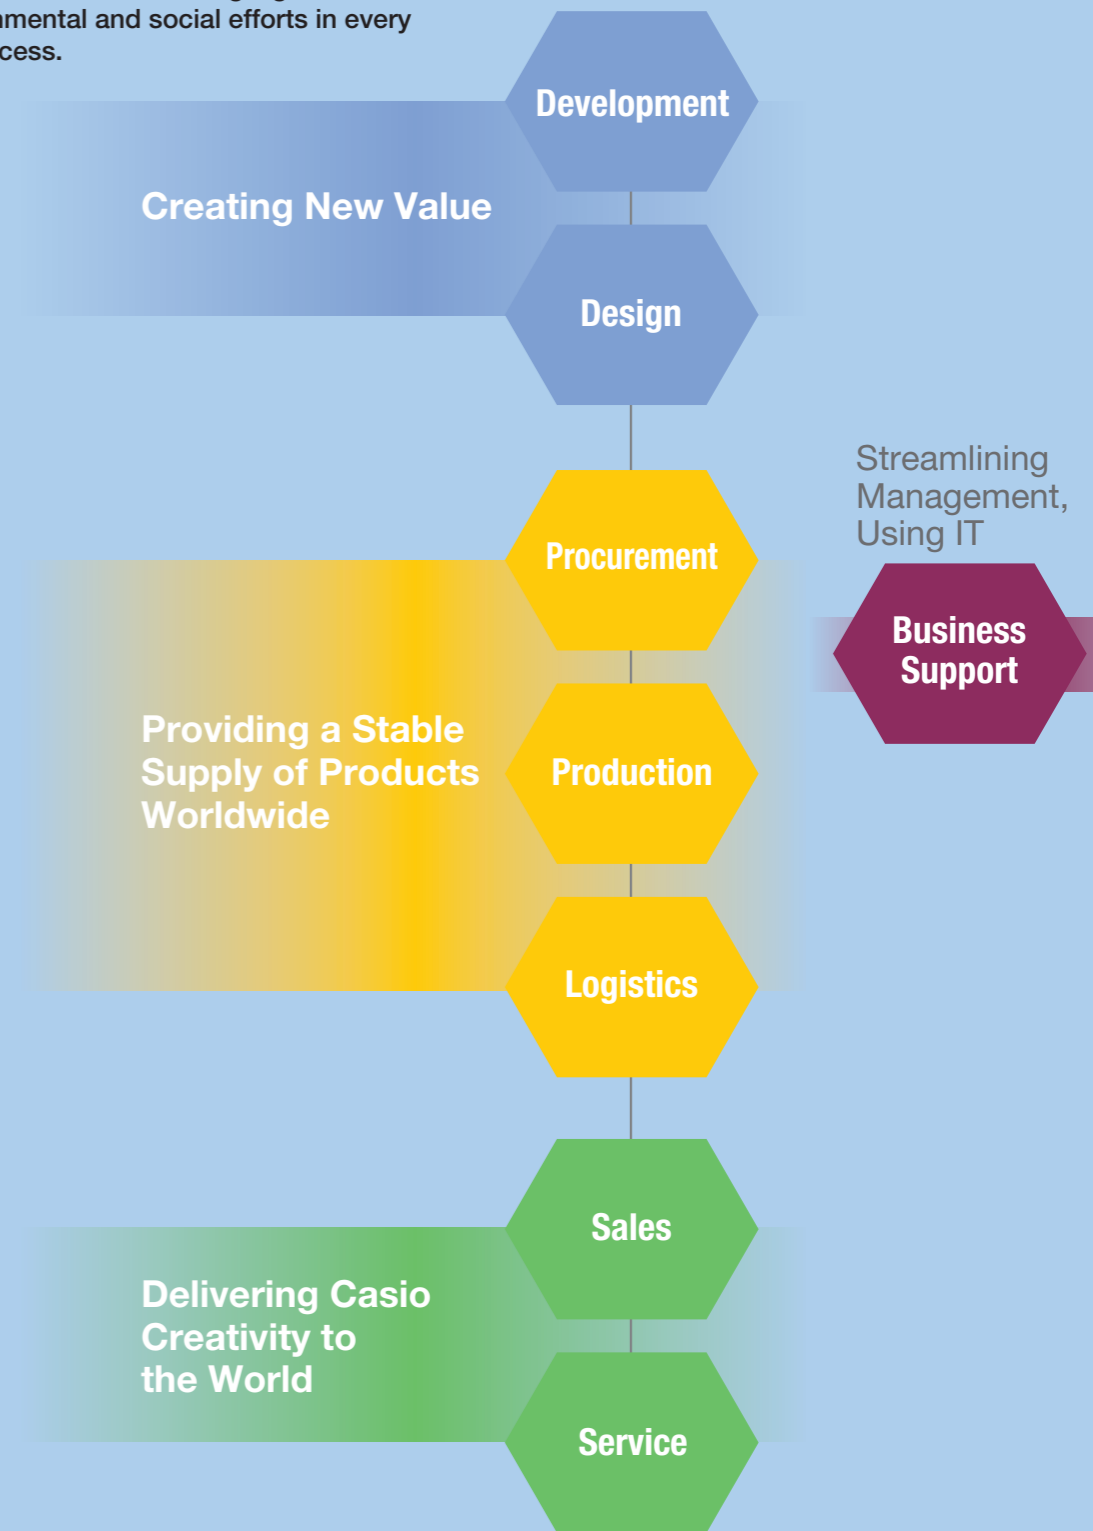 nmental and social efforts in every
cess.
Development
Creating New Value
Design
Streamlining
Management,
Using IT
Procurement
Business
Support
Providing a Stable
Supply of Products
Worldwide
Production
Logistics
Sales
Delivering Casio
Creativity to
the World
Service